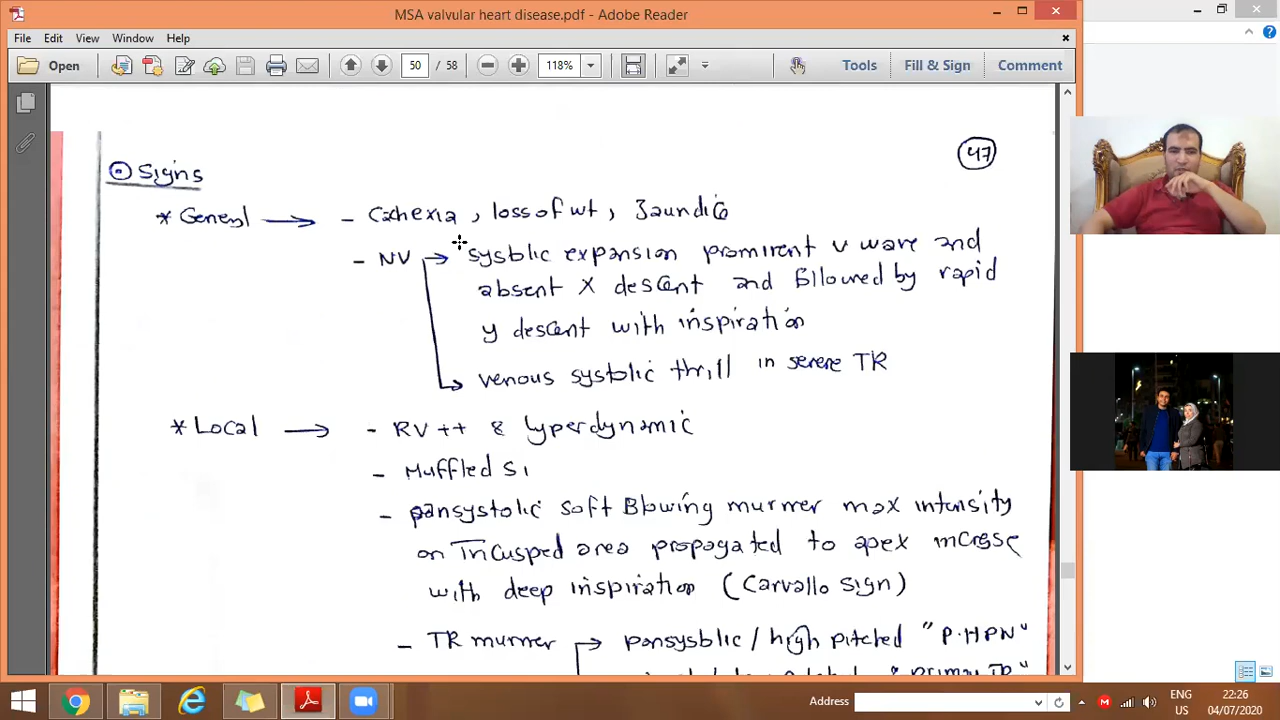 MSA valvular heart disease.pdf - Adobe Reader
File Edit View Window Help
Open 50 / 58 118% Tools Fill & Sign Comment
47
Signs
* General → - Cahexia, loss of wt, Jaundice
- NV → systolic expansion prominent v wave and
absent X descent and followed by rapid
y descent with inspiration
→ venous systolic thrill in severe TR
* Local → - RV ++ & hyperdynamic
- Muffled S1
- pansystolic soft Blowing murmer max intensity
on Tricusped area propagated to apex increase
with deep inspiration (Carvallo sign)
- TR murmer → pansystolic / high pitched "P.HPN"
"primary TR"
Address
ENG
US
22:26
04/07/2020